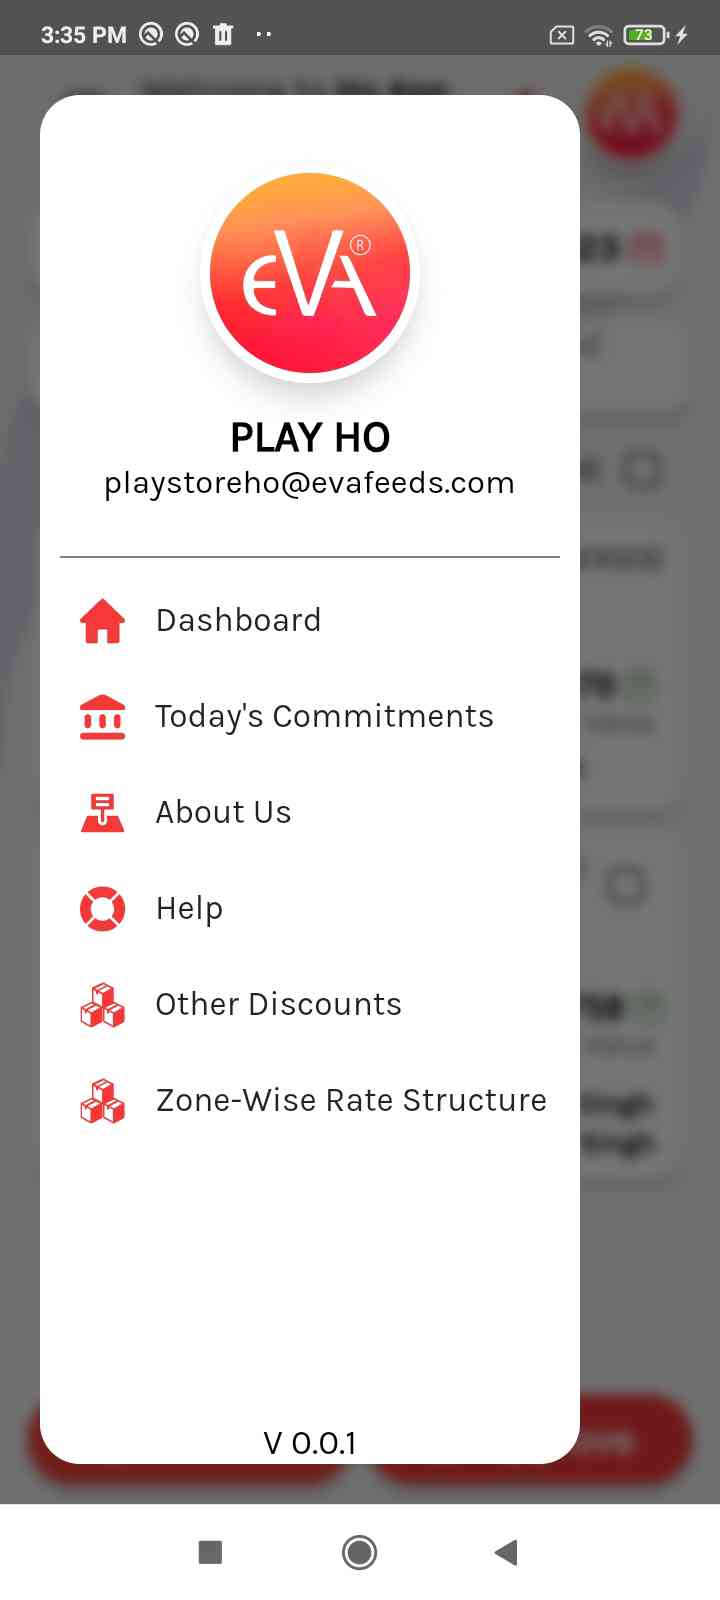 3:35 PM
73
eVA®
PLAY HO
playstoreho@evafeeds.com
Dashboard
Today's Commitments
About Us
Help
Other Discounts
Zone-Wise Rate Structure
V 0.0.1